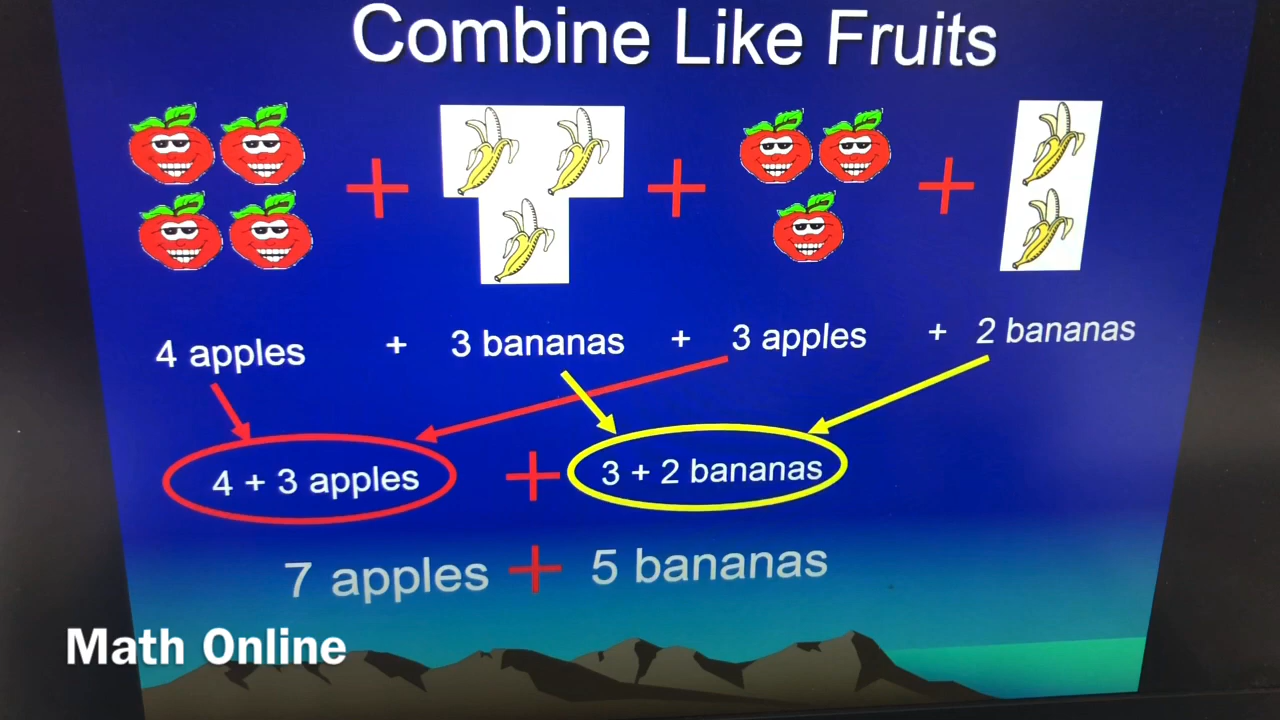 Combine Like Fruits
+ + +
4 apples + 3 bananas + 3 apples + 2 bananas
4 + 3 apples + 3 + 2 bananas
7 apples + 5 bananas
Math Online